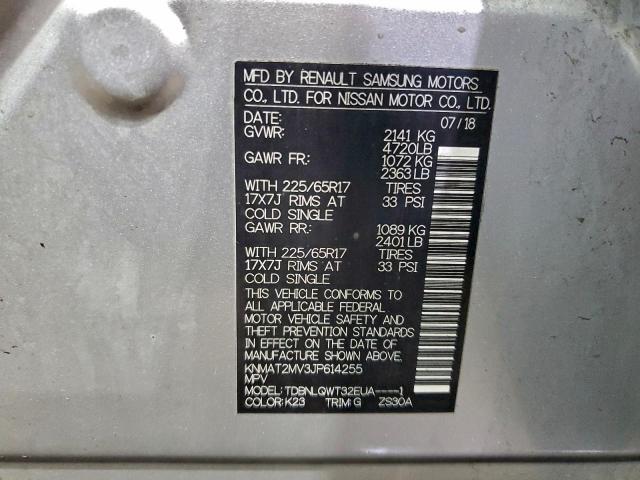 MFD BY RENAULT SAMSUNG MOTORS
CO., LTD. FOR NISSAN MOTOR CO., LTD.
DATE: 07/18
GVWR: 2141 KG
4720LB
GAWR FR: 1072 KG
2363 LB
WITH 225/65R17 TIRES
17X7J RIMS AT 33 PSI
COLD SINGLE
GAWR RR: 1089 KG
2401 LB
WITH 225/65R17 TIRES
17X7J RIMS AT 33 PSI
COLD SINGLE
THIS VEHICLE CONFORMS TO
ALL APPLICABLE FEDERAL
MOTOR VEHICLE SAFETY AND
THEFT PREVENTION STANDARDS
IN EFFECT ON THE DATE OF
MANUFACTURE SHOWN ABOVE.
KNMAT2MV3JP614255
MPV
MODEL: TDBNLQWT32EUA----1
COLOR: K23 TRIM: G ZS30A